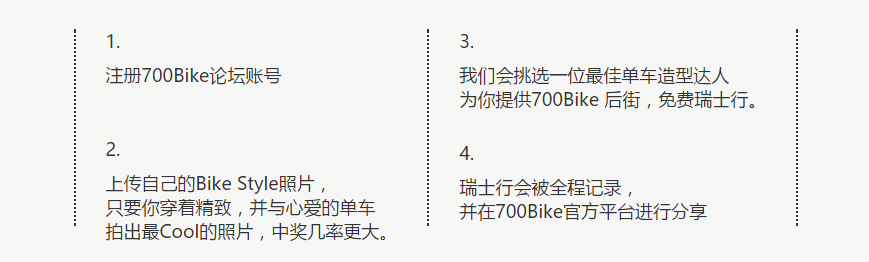 1.
注册700Bike论坛账号
2.
上传自己的Bike Style照片，
只要你穿着精致，并与心爱的单车
拍出最Cool的照片，中奖几率更大。
3.
我们会挑选一位最佳单车造型达人
为你提供700Bike 后街，免费瑞士行。
4.
瑞士行会被全程记录，
并在700Bike官方平台进行分享